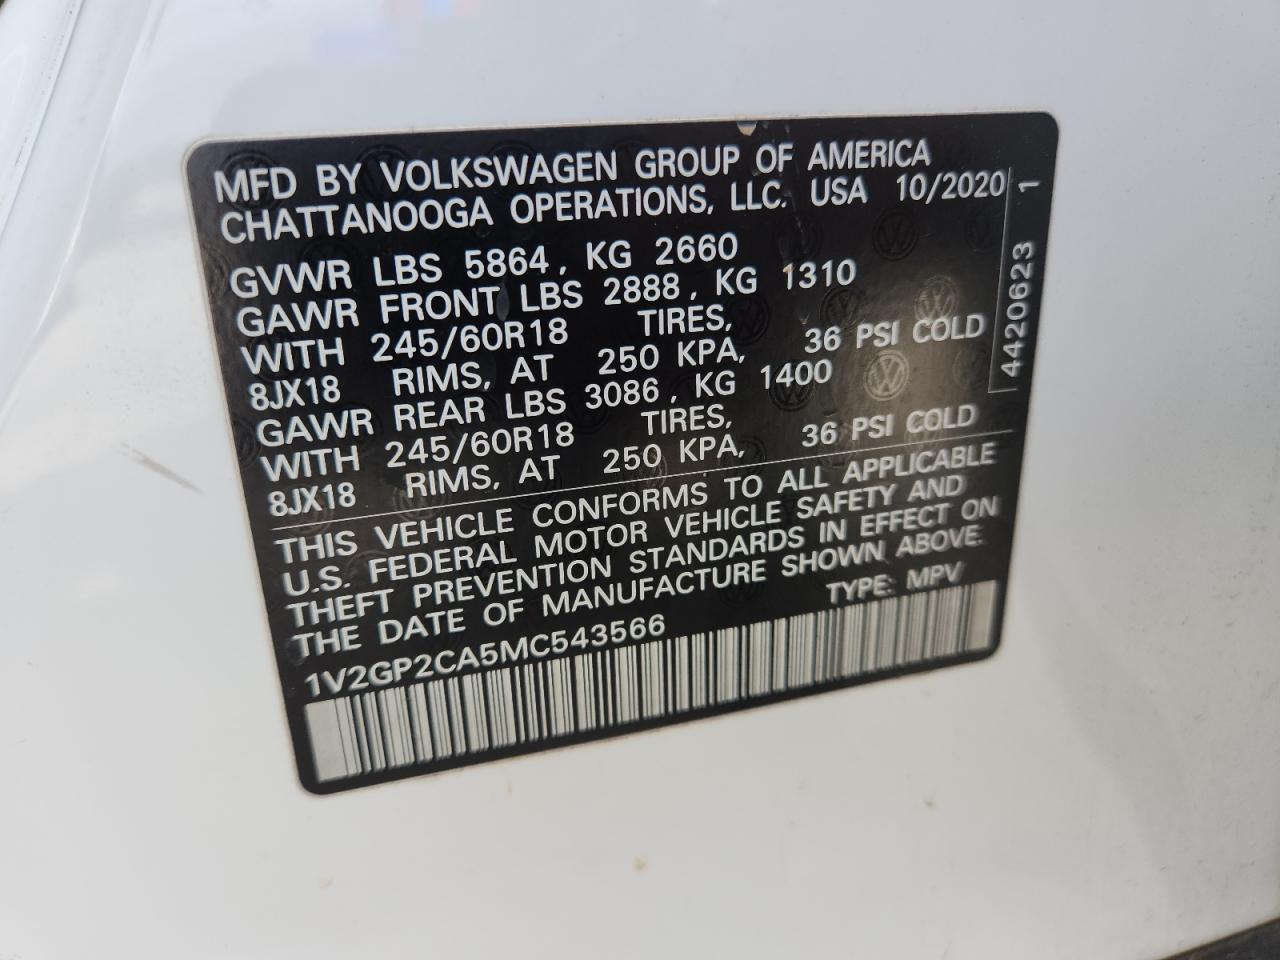 MFD BY VOLKSWAGEN GROUP OF AMERICA
CHATTANOOGA OPERATIONS, LLC. USA 10/2020
GVWR LBS 5864, KG 2660
GAWR FRONT LBS 2888, KG 1310
WITH 245/60R18 TIRES,
8JX18 RIMS, AT 250 KPA, 36 PSI COLD
GAWR REAR LBS 3086, KG 1400
WITH 245/60R18 TIRES,
8JX18 RIMS, AT 250 KPA, 36 PSI COLD
THIS VEHICLE CONFORMS TO ALL APPLICABLE
U.S. FEDERAL MOTOR VEHICLE SAFETY AND
THEFT PREVENTION STANDARDS IN EFFECT ON
THE DATE OF MANUFACTURE SHOWN ABOVE.
1V2GP2CA5MC543566 TYPE: MPV
4420623 1